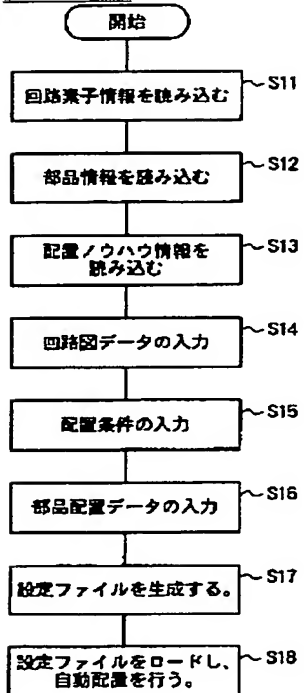 開始
回路素子情報を読み込む
S11
部品情報を読み込む
S12
配置ノウハウ情報を
読み込む
S13
回路図データの入力
S14
配置条件の入力
S15
部品配置データの入力
S16
設定ファイルを生成する。
S17
設定ファイルをロードし、
自動配置を行う。
S18